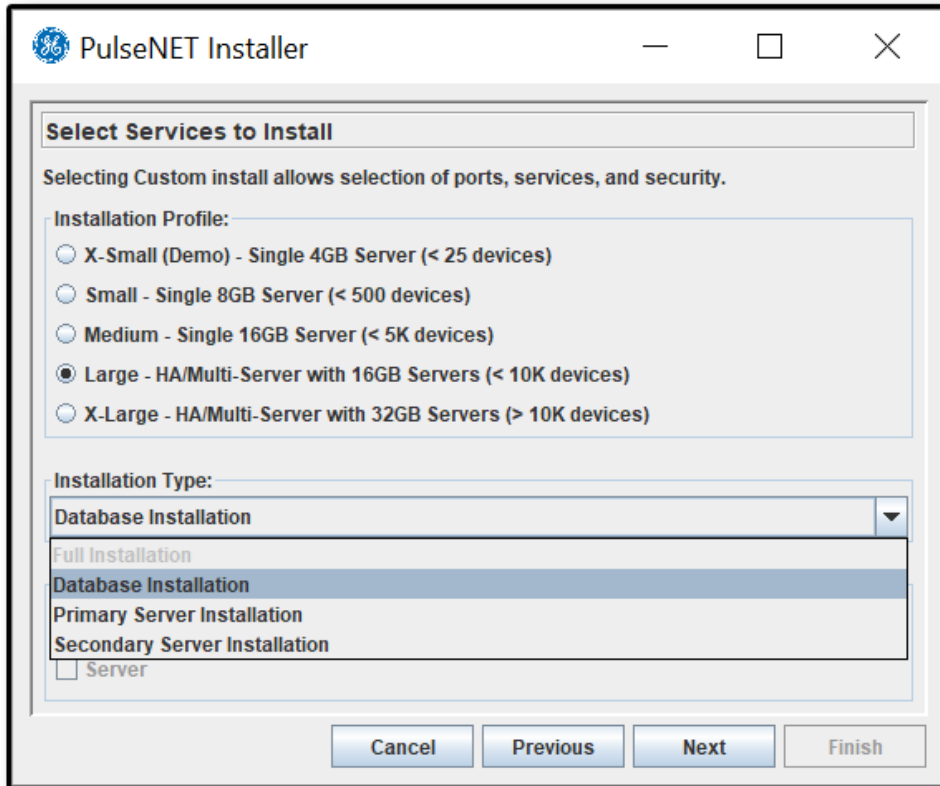 PulseNET Installer
Select Services to Install
Selecting Custom install allows selection of ports, services, and security.
Installation Profile:
X-Small (Demo) - Single 4GB Server (< 25 devices)
Small - Single 8GB Server (< 500 devices)
Medium - Single 16GB Server (< 5K devices)
Large - HA/Multi-Server with 16GB Servers (< 10K devices)
X-Large - HA/Multi-Server with 32GB Servers (> 10K devices)
Installation Type:
Database Installation
Full Installation
Database Installation
Primary Server Installation
Secondary Server Installation
Server
Cancel Previous Next Finish